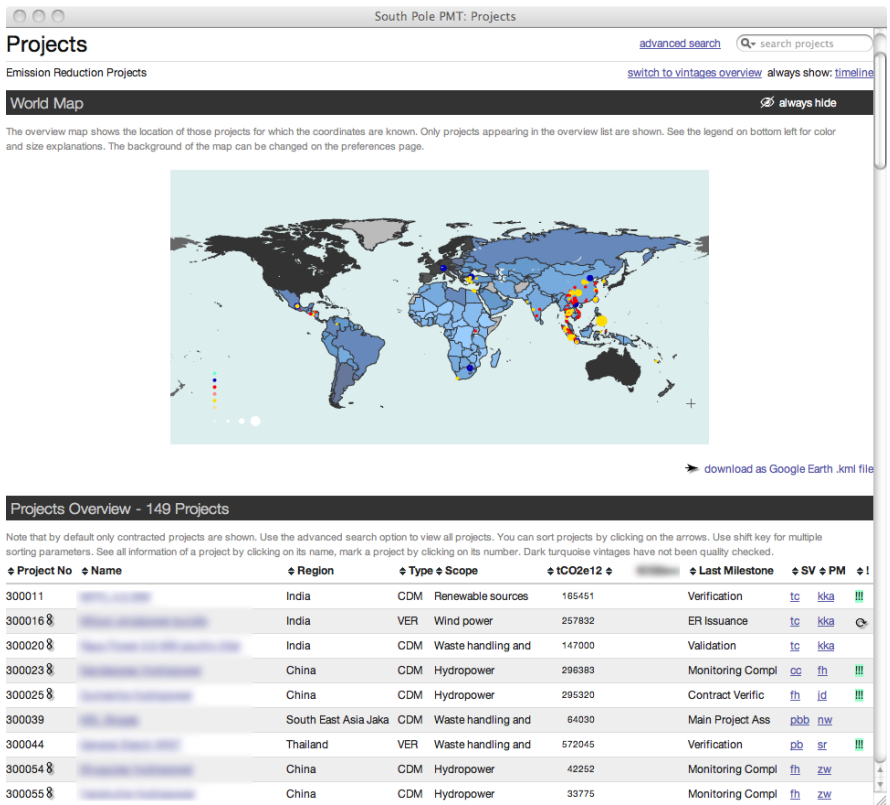 South Pole PMT: Projects
Projects
advanced search
search projects
Emission Reduction Projects
switch to vintages overview always show: timeline
World Map
always hide
The overview map shows the location of those projects for which the coordinates are known. Only projects appearing in the overview list are shown. See the legend on bottom left for color
and size explanations. The background of the map can be changed on the preferences page.
download as Google Earth .kml file
Projects Overview - 149 Projects
Note that by default only contracted projects are shown. Use the advanced search option to view all projects. You can sort projects by clicking on the arrows. Use shift key for multiple
sorting parameters. See all information of a project by clicking on its name, mark a project by clicking on its number. Dark turquoise vintages have not been quality checked.
Project No Name Region Type Scope tCO2e12 Last Milestone SV PM !
300011 India CDM Renewable sources 165451 Verification tc kka !!!
300016 India VER Wind power 257832 ER Issuance tc kka
300020 India CDM Waste handling and 147000 Validation tc kka
300023 China CDM Hydropower 296383 Monitoring Compl cc fh !!!
300025 China CDM Hydropower 295320 Contract Verific fh jd !!!
300039 South East Asia Jaka CDM Waste handling and 64030 Main Project Ass pbb nw
300044 Thailand VER Waste handling and 572045 Verification pb sr !!!
300054 China CDM Hydropower 42252 Monitoring Compl fh zw
300055 China CDM Hydropower 33775 Monitoring Compl fh zw